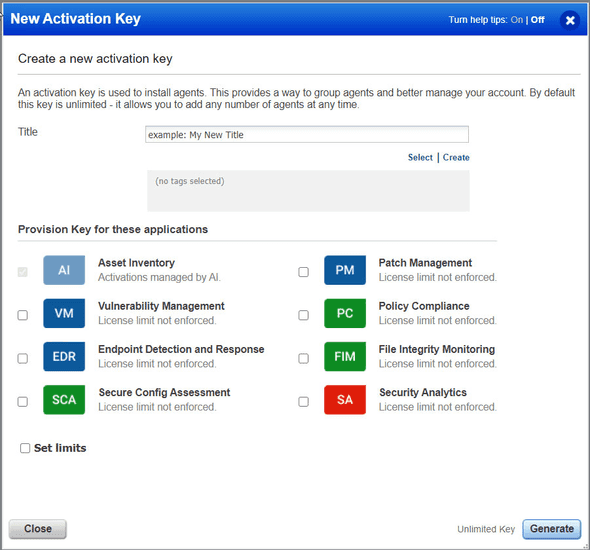 New Activation Key
Turn help tips: On | Off
Create a new activation key
An activation key is used to install agents. This provides a way to group agents and better manage your account. By default
this key is unlimited - it allows you to add any number of agents at any time.
Title
example: My New Title
Select | Create
(no tags selected)
Provision Key for these applications
AI
Asset Inventory
Activations managed by AI.
PM
Patch Management
License limit not enforced.
VM
Vulnerability Management
License limit not enforced.
PC
Policy Compliance
License limit not enforced.
EDR
Endpoint Detection and Response
License limit not enforced.
FIM
File Integrity Monitoring
License limit not enforced.
SCA
Secure Config Assessment
License limit not enforced.
SA
Security Analytics
License limit not enforced.
Set limits
Close
Unlimited Key
Generate